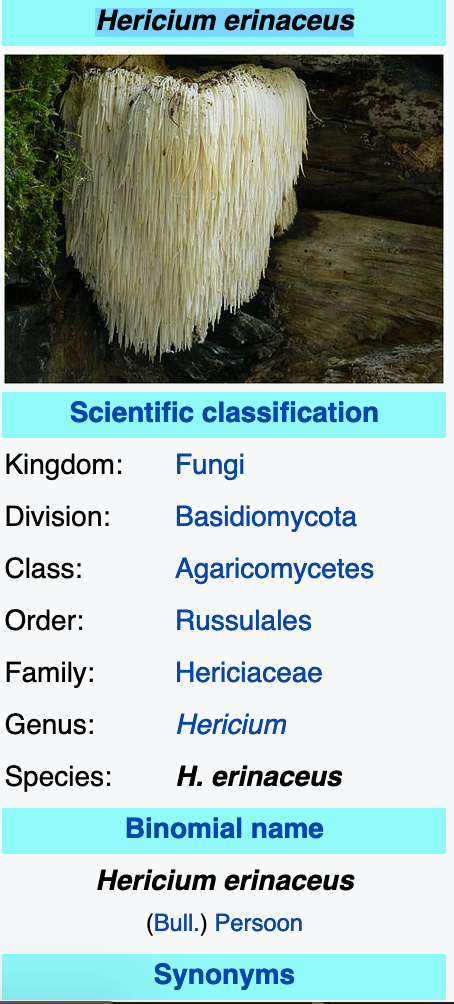 Hericium erinaceus
Scientific classification
Kingdom: Fungi
Division: Basidiomycota
Class: Agaricomycetes
Order: Russulales
Family: Hericiaceae
Genus: Hericium
Species: H. erinaceus
Binomial name
Hericium erinaceus
(Bull.) Persoon
Synonyms